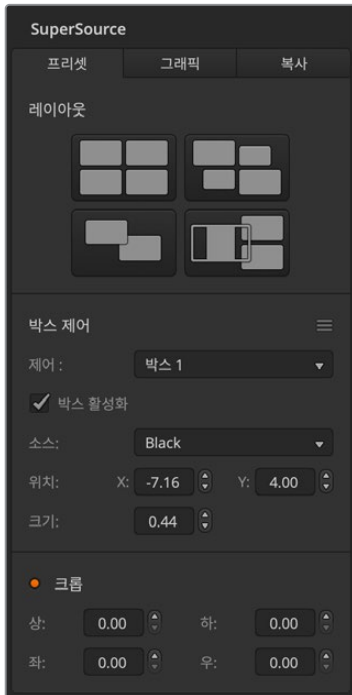 SuperSource
프리셋 그래픽 복사
레이아웃
박스 제어
제어 : 박스 1
박스 활성화
소스: Black
위치: X: -7.16 Y: 4.00
크기: 0.44
크롭
상: 0.00 하: 0.00
좌: 0.00 우: 0.00